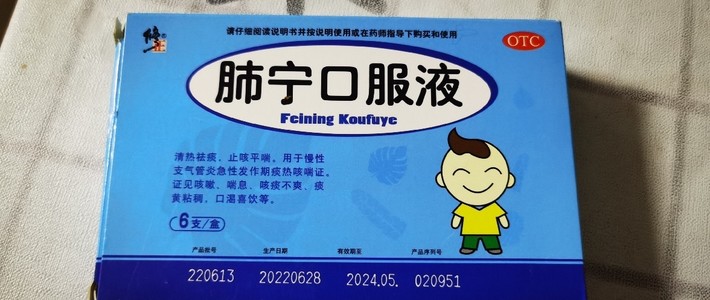 请仔细阅读说明书并按说明使用或在药师指导下购买和使用
修正
OTC
肺宁口服液
Feining Koufuye
清热祛痰、止咳平喘。用于慢性
支气管炎急性发作期痰热咳喘证。
证见咳嗽、喘息、咳痰不爽、痰
黄粘稠、口渴喜饮等。
6支/盒
产品批号 生产日期 有效期至 产品序列号
220613 20220628 2024.05. 020951